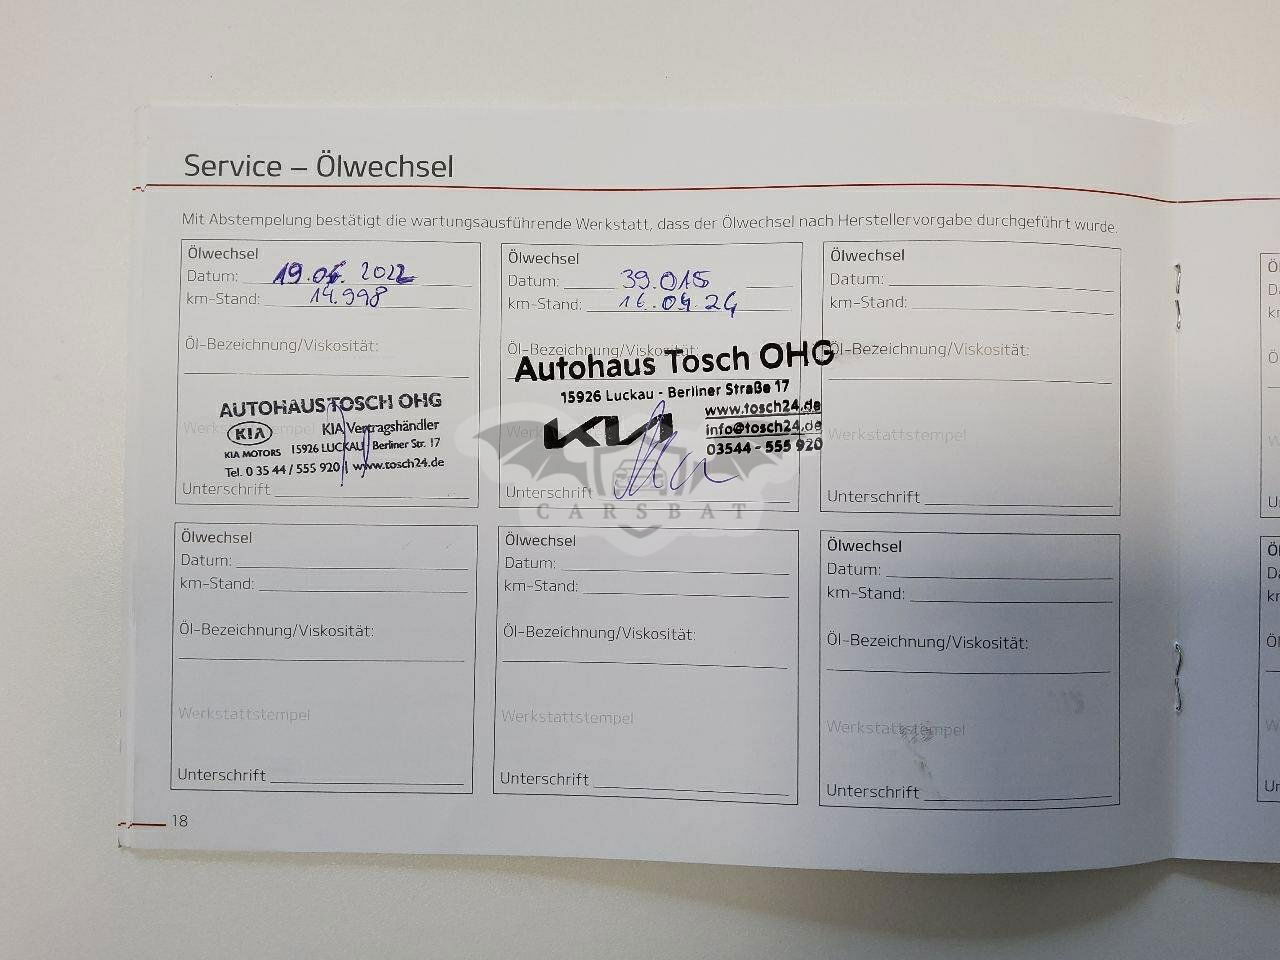 Service – Ölwechsel
Mit Abstempelung bestätigt die wartungsausführende Werkstatt, dass der Ölwechsel nach Herstellervorgabe durchgeführt wurde.
Ölwechsel
Datum: 2022
km-Stand: 14.998
Öl-Bezeichnung/Viskosität:
AUTOHAUS TOSCH OHG
Werkstattstempel
KIA KIA Vertragshändler
KIA MOTORS 15926 LUCKAU Berliner Str. 17
Tel. 0 35 44 / 555 920 www.tosch24.de
Unterschrift
Ölwechsel
Datum: 39.015
km-Stand: 16.04.24
Öl-Bezeichnung/Viskosität:
Autohaus Tosch OHG
15926 Luckau - Berliner Straße 17
KIA
www.tosch24.de
info@tosch24.de
03544 - 555 920
Unterschrift
CARSBAT
Ölwechsel
Datum:
km-Stand:
Öl-Bezeichnung/Viskosität:
Werkstattstempel
Unterschrift
Ölwechsel
Datum:
km-Stand:
Öl-Bezeichnung/Viskosität:
Werkstattstempel
Unterschrift
Ölwechsel
Datum:
km-Stand:
Öl-Bezeichnung/Viskosität:
Werkstattstempel
Unterschrift
Ölwechsel
Datum:
km-Stand:
Öl-Bezeichnung/Viskosität:
Werkstattstempel
Unterschrift
18